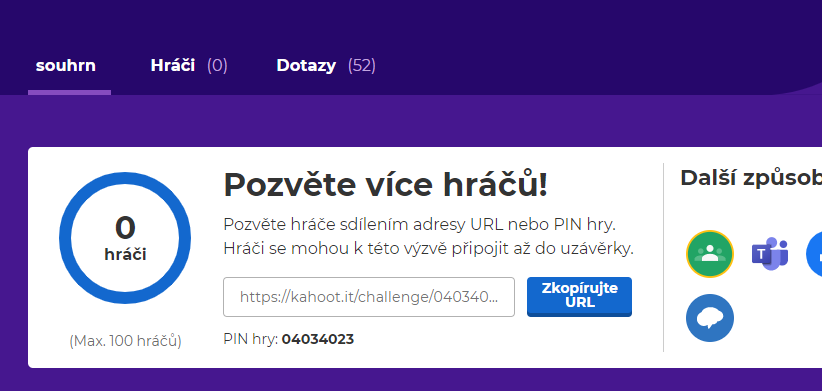 souhrn Hráči (0) Dotazy (52)
Pozvěte více hráčů!
0
hráči
(Max. 100 hráčů)
Pozvěte hráče sdílením adresy URL nebo PIN hry.
Hráči se mohou k této výzvě připojit až do uzávěrky.
https://kahoot.it/challenge/040340...
Zkopírujte
URL
PIN hry: 04034023
Další způsob
T